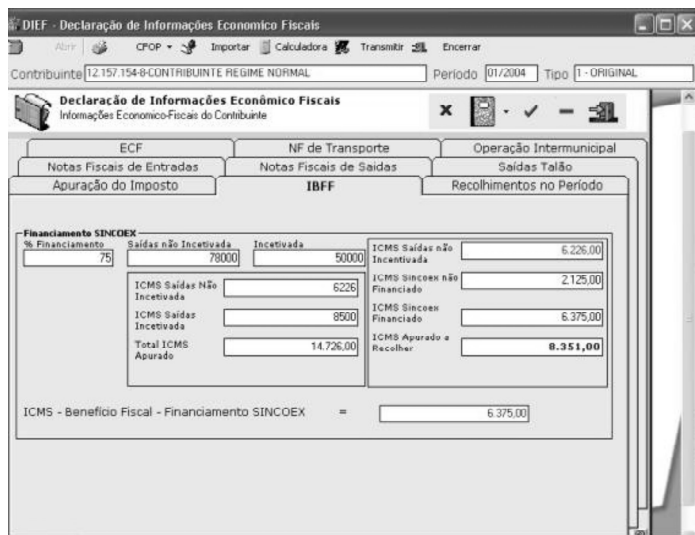 DIEF - Declaração de Informações Economico Fiscais
Abrir CFOP Importar Calculadora Transmitir Encerrar
Contribuinte 12.157.154-8-CONTRIBUINTE REGIME NORMAL Período 01/2004 Tipo 1 - ORIGINAL
Declaração de Informações Econômico Fiscais
Informações Economico-Fiscais do Contribuinte
ECF NF de Transporte Operação Intermunicipal
Notas Fiscais de Entradas Notas Fiscais de Saidas Saídas Talão
Apuração do Imposto IBFF Recolhimentos no Período
Financiamento SINCOEX
% Financiamento Saídas não Incetivada Incetivada
75 78000 50000
ICMS Saídas Não
Incetivada
6226
ICMS Saídas
Incetivada
8500
Total ICMS
Apurado
14.726,00
ICMS Saídas não
Incentivada
6.226,00
ICMS Sincoex não
Financiado
2.125,00
ICMS Sincoex
Financiado
6.375,00
ICMS Apurado a
Recolher
8.351,00
ICMS - Benefício Fiscal - Financiamento SINCOEX = 6.375,00